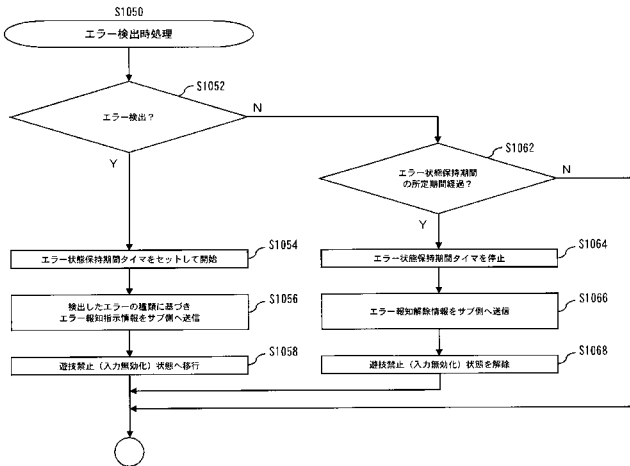 S1050
エラー検出時処理
S1052
エラー検出？
N
Y
S1062
エラー状態保持期間
の所定期間経過？
N
Y
S1054
エラー状態保持期間タイマをセットして開始
S1064
エラー状態保持期間タイマを停止
S1056
検出したエラーの種類に基づき
エラー報知指示情報をサブ側へ送信
S1066
エラー報知解除情報をサブ側へ送信
S1058
遊技禁止（入力無効化）状態へ移行
S1068
遊技禁止（入力無効化）状態を解除